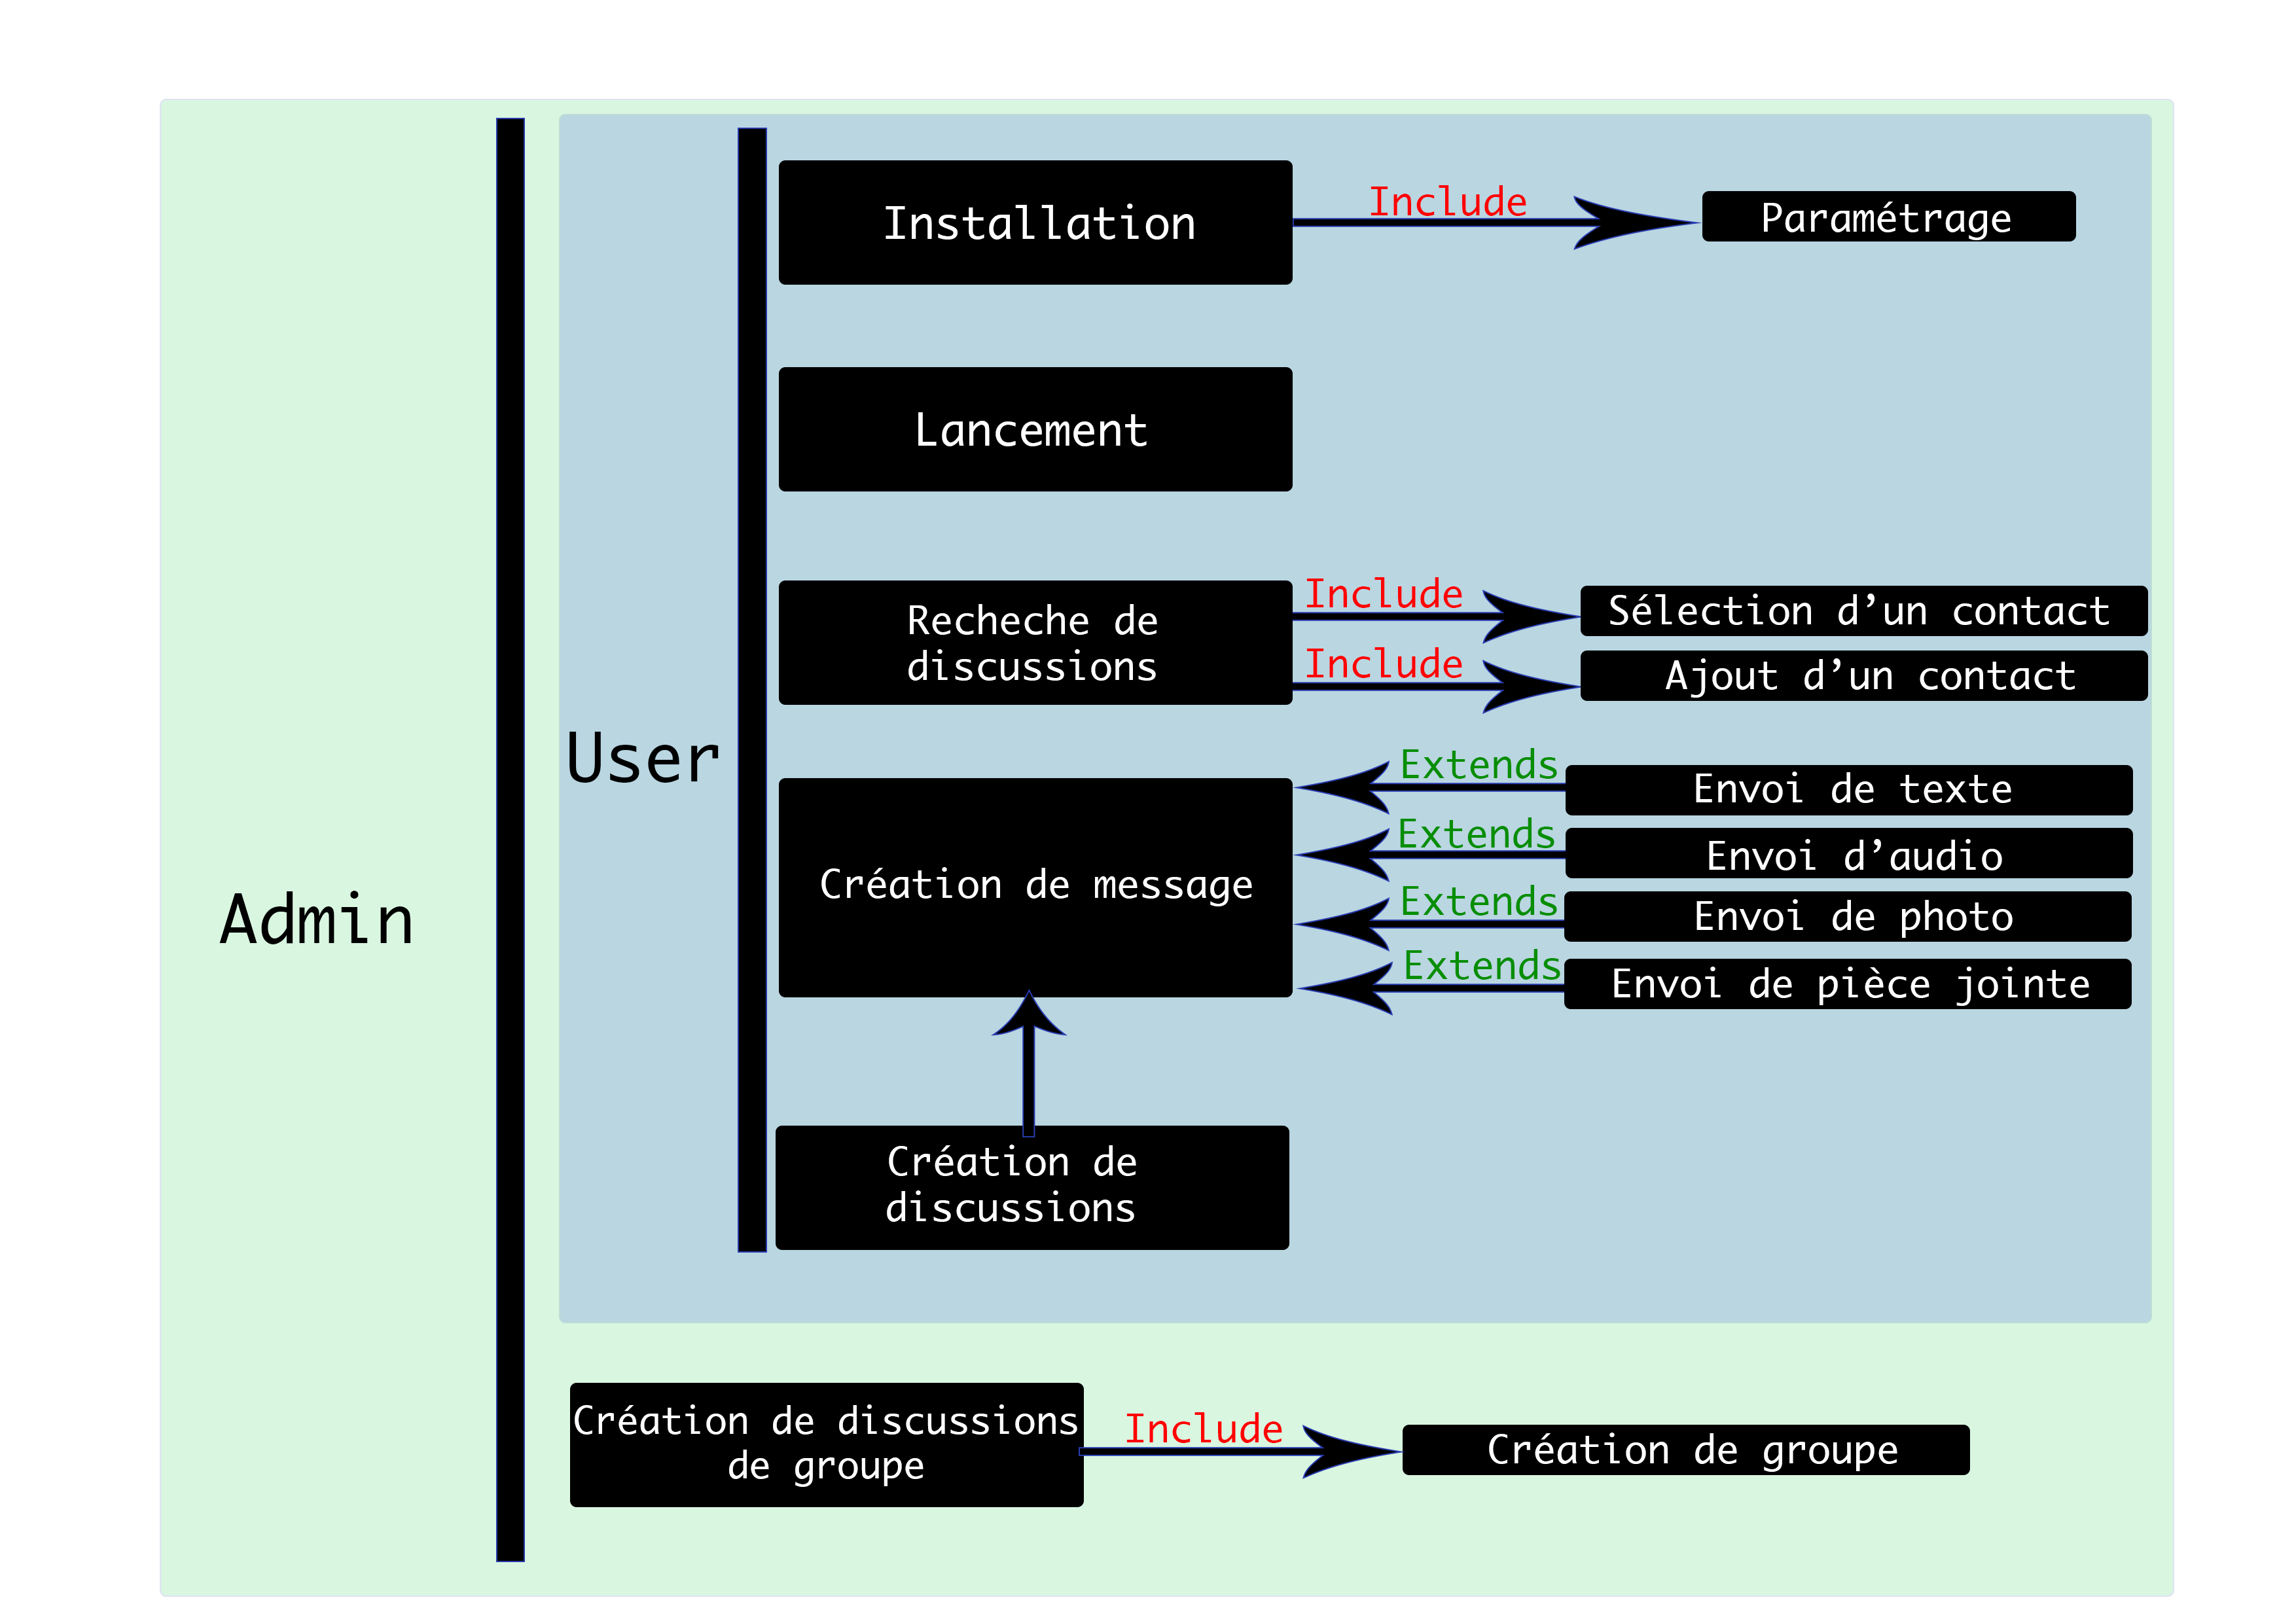 Installation
Include
Paramétrage
Lancement
Recheche de
discussions
Include
Sélection d’un contact
Include
Ajout d’un contact
User
Extends
Envoi de texte
Extends
Envoi d’audio
Création de message
Extends
Envoi de photo
Extends
Envoi de pièce jointe
Admin
Création de
discussions
Création de discussions
de groupe
Include
Création de groupe